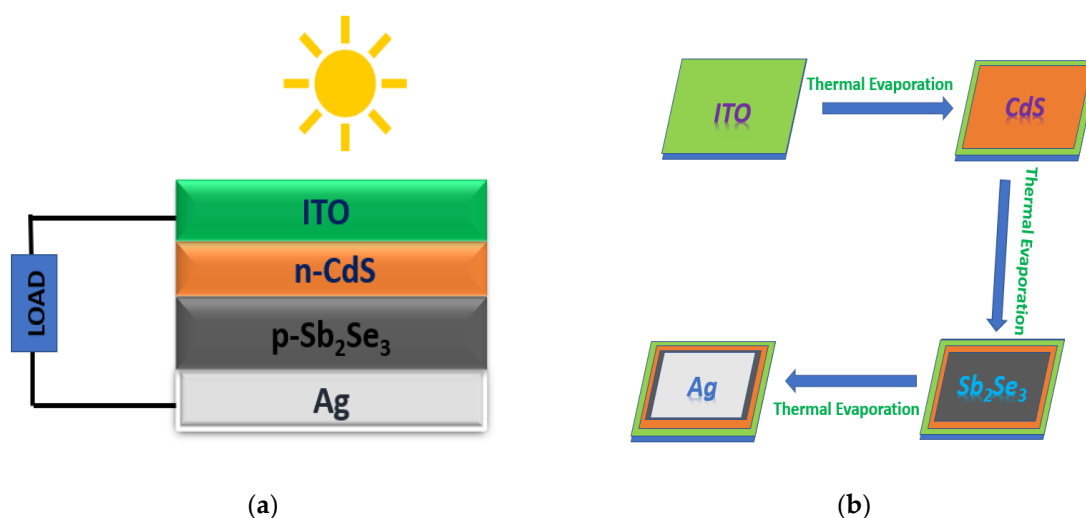 ITO
n-CdS
p-Sb₂Se₃
Ag
LOAD
(a)
ITO
Thermal Evaporation
CdS
Thermal Evaporation
Sb₂Se₃
Thermal Evaporation
Ag
(b)